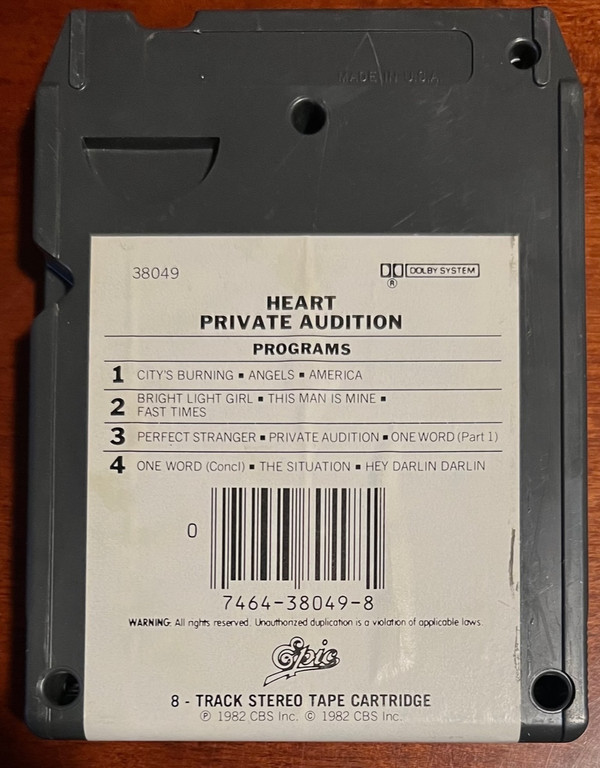 MADE IN U.S.A.
38049
DOLBY SYSTEM
®
HEART
PRIVATE AUDITION
PROGRAMS
1 CITY'S BURNING ▪ ANGELS ▪ AMERICA
2 BRIGHT LIGHT GIRL ▪ THIS MAN IS MINE ▪
FAST TIMES
3 PERFECT STRANGER ▪ PRIVATE AUDITION ▪ ONE WORD (Part 1)
4 ONE WORD (Concl) ▪ THE SITUATION ▪ HEY DARLIN DARLIN
0
7464-38049-8
WARNING: All rights reserved. Unauthorized duplication is a violation of applicable laws.
Epic
8 - TRACK STEREO TAPE CARTRIDGE
℗ 1982 CBS Inc. © 1982 CBS Inc.